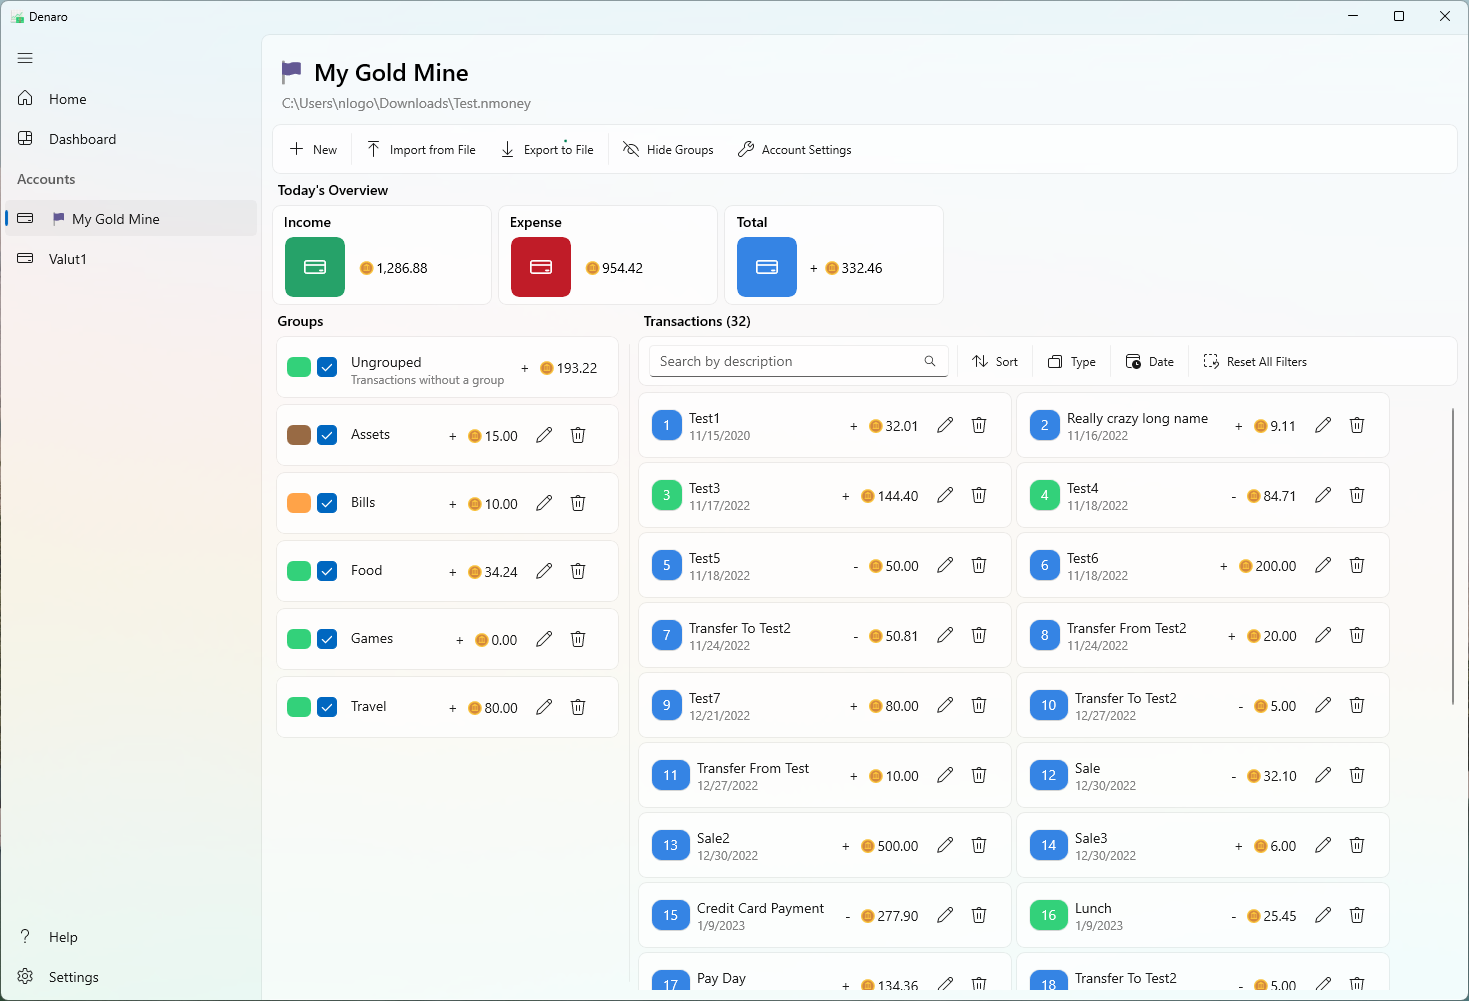 Denaro
Home
Dashboard
Accounts
My Gold Mine
Valut1
Help
Settings
My Gold Mine
C:\Users\nlogo\Downloads\Test.nmoney
New
Import from File
Export to File
Hide Groups
Account Settings
Today's Overview
Income
1,286.88
Expense
954.42
Total
+ 332.46
Groups
Ungrouped
Transactions without a group
+ 193.22
Assets + 15.00
Bills + 10.00
Food + 34.24
Games + 0.00
Travel + 80.00
Transactions (32)
Search by description
Sort
Type
Date
Reset All Filters
1 Test1 + 32.01
11/15/2020
2 Really crazy long name + 9.11
11/16/2022
3 Test3 + 144.40
11/17/2022
4 Test4 - 84.71
11/18/2022
5 Test5 - 50.00
11/18/2022
6 Test6 + 200.00
11/18/2022
7 Transfer To Test2 - 50.81
11/24/2022
8 Transfer From Test2 + 20.00
11/24/2022
9 Test7 + 80.00
12/21/2022
10 Transfer To Test2 - 5.00
12/27/2022
11 Transfer From Test + 10.00
12/27/2022
12 Sale - 32.10
12/30/2022
13 Sale2 + 500.00
12/30/2022
14 Sale3 + 6.00
12/30/2022
15 Credit Card Payment - 277.90
1/9/2023
16 Lunch - 25.45
1/9/2023
17 Pay Day + 134.36
18 Transfer To Test2 - 5.00